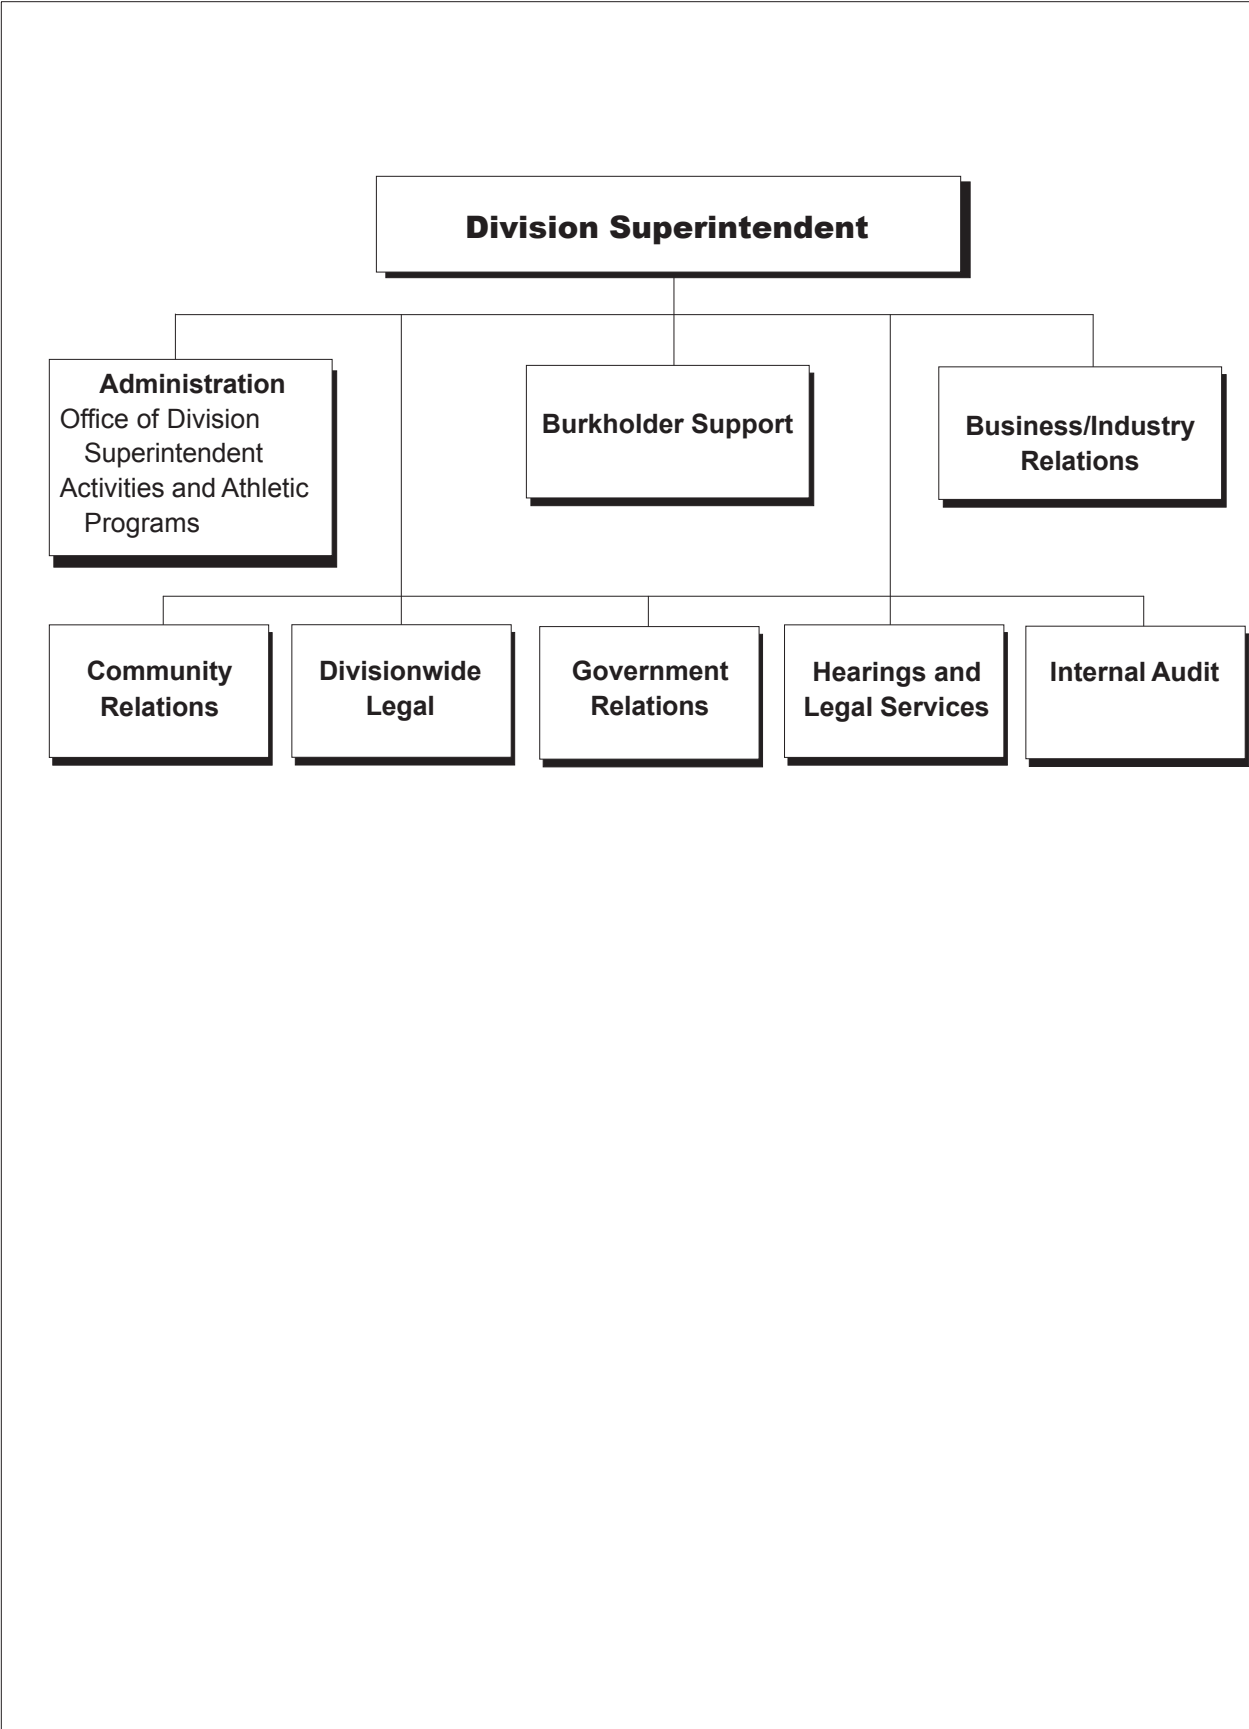 Division Superintendent
Administration
Office of Division
Superintendent
Activities and Athletic
Programs
Burkholder Support
Business/Industry
Relations
Community
Relations
Divisionwide
Legal
Government
Relations
Hearings and
Legal Services
Internal Audit